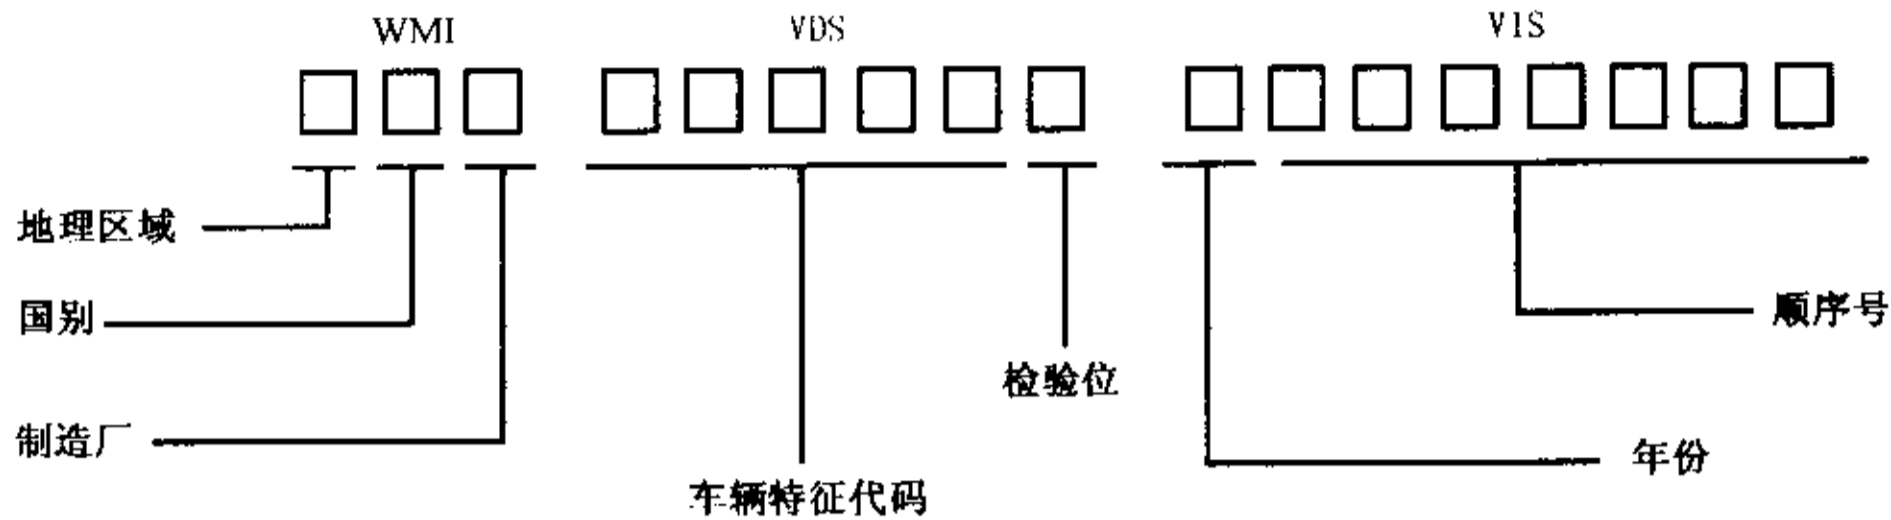 WMI VDS VIS
地理区域
国别
顺序号
检验位
制造厂
年份
车辆特征代码